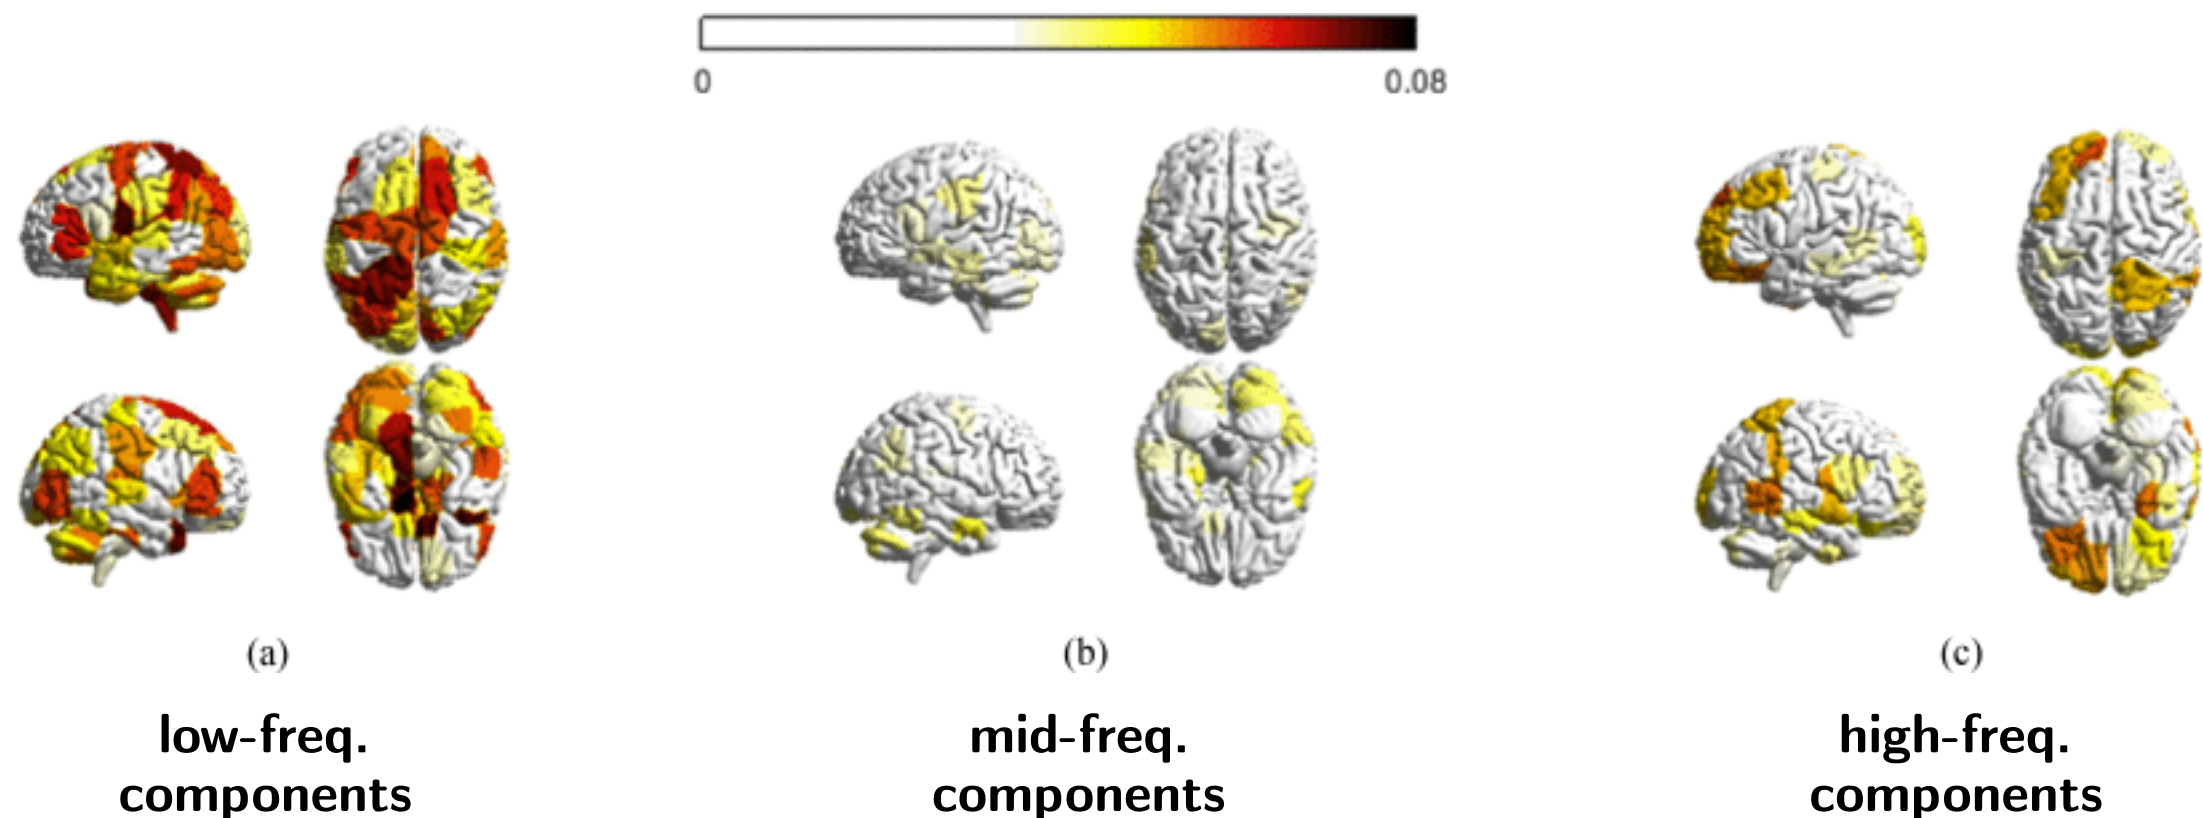 0 0.08
(a) (b) (c)
low-freq. mid-freq. high-freq.
components components components